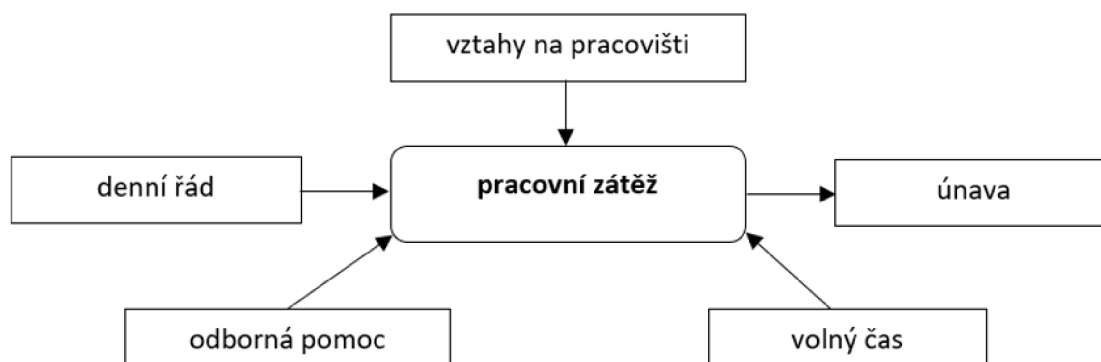 vztahy na pracovišti
denní řád
pracovní zátěž
únava
odborná pomoc
volný čas